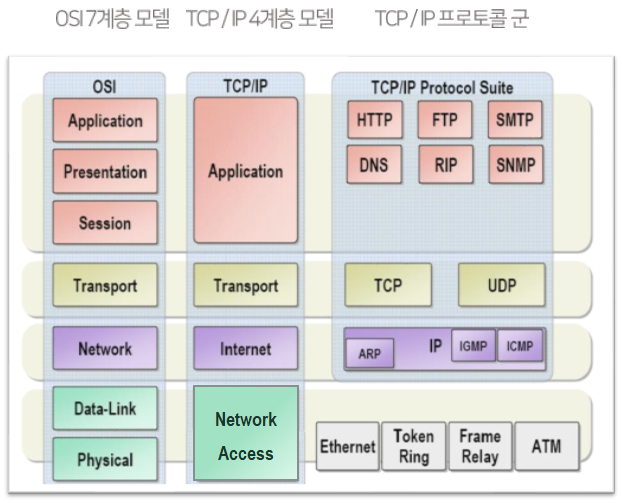 OSI 7계층 모델 TCP / IP 4계층 모델 TCP / IP 프로토콜 군
OSI TCP/IP TCP/IP Protocol Suite
Application HTTP FTP SMTP
Presentation Application DNS RIP SNMP
Session
Transport Transport TCP UDP
Network Internet ARP IP IGMP ICMP
Data-Link Network
Access
Physical
Ethernet Token
Ring Frame
Relay ATM